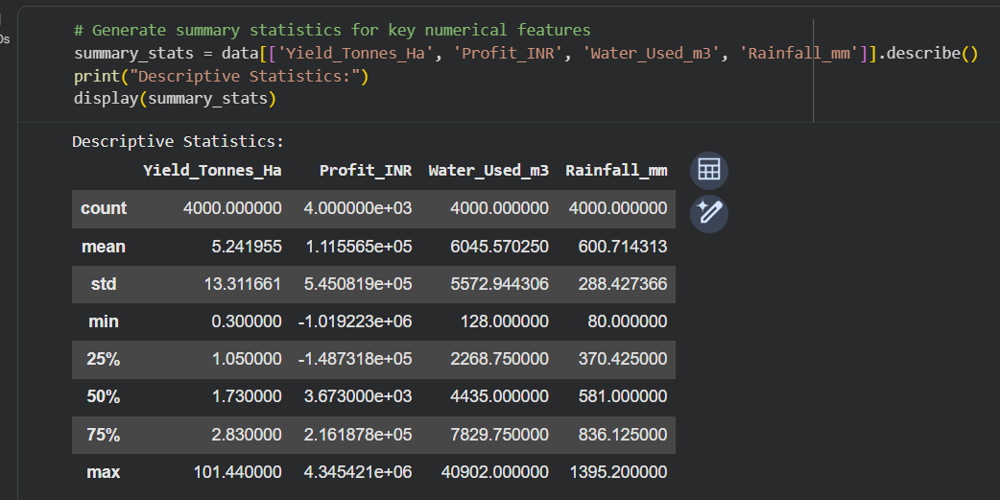 # Generate summary statistics for key numerical features
0s
summary_stats = data[['Yield_Tonnes_Ha', 'Profit_INR', 'Water_Used_m3', 'Rainfall_mm']].describe()
print("Descriptive Statistics:")
display(summary_stats)
Descriptive Statistics:
Yield_Tonnes_Ha Profit_INR Water_Used_m3 Rainfall_mm
count 4000.000000 4.000000e+03 4000.000000 4000.000000
mean 5.241955 1.115565e+05 6045.570250 600.714313
std 13.311661 5.450819e+05 5572.944306 288.427366
min 0.300000 -1.019223e+06 128.000000 80.000000
25% 1.050000 -1.487318e+05 2268.750000 370.425000
50% 1.730000 3.673000e+03 4435.000000 581.000000
75% 2.830000 2.161878e+05 7829.750000 836.125000
max 101.440000 4.345421e+06 40902.000000 1395.200000